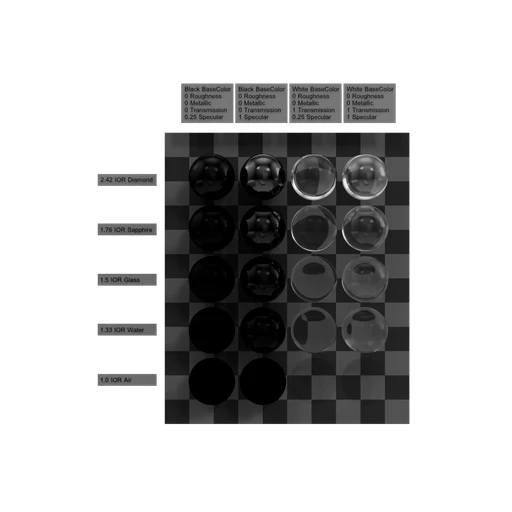 Black BaseColor
0 Roughness
0 Metallic
0 Transmission
0.25 Specular
Black BaseColor
0 Roughness
0 Metallic
0 Transmission
1 Specular
White BaseColor
0 Roughness
0 Metallic
1 Transmission
0.25 Specular
White BaseColor
0 Roughness
0 Metallic
1 Transmission
1 Specular
2.42 IOR Diamond
1.76 IOR Sapphire
1.5 IOR Glass
1.33 IOR Water
1.0 IOR Air